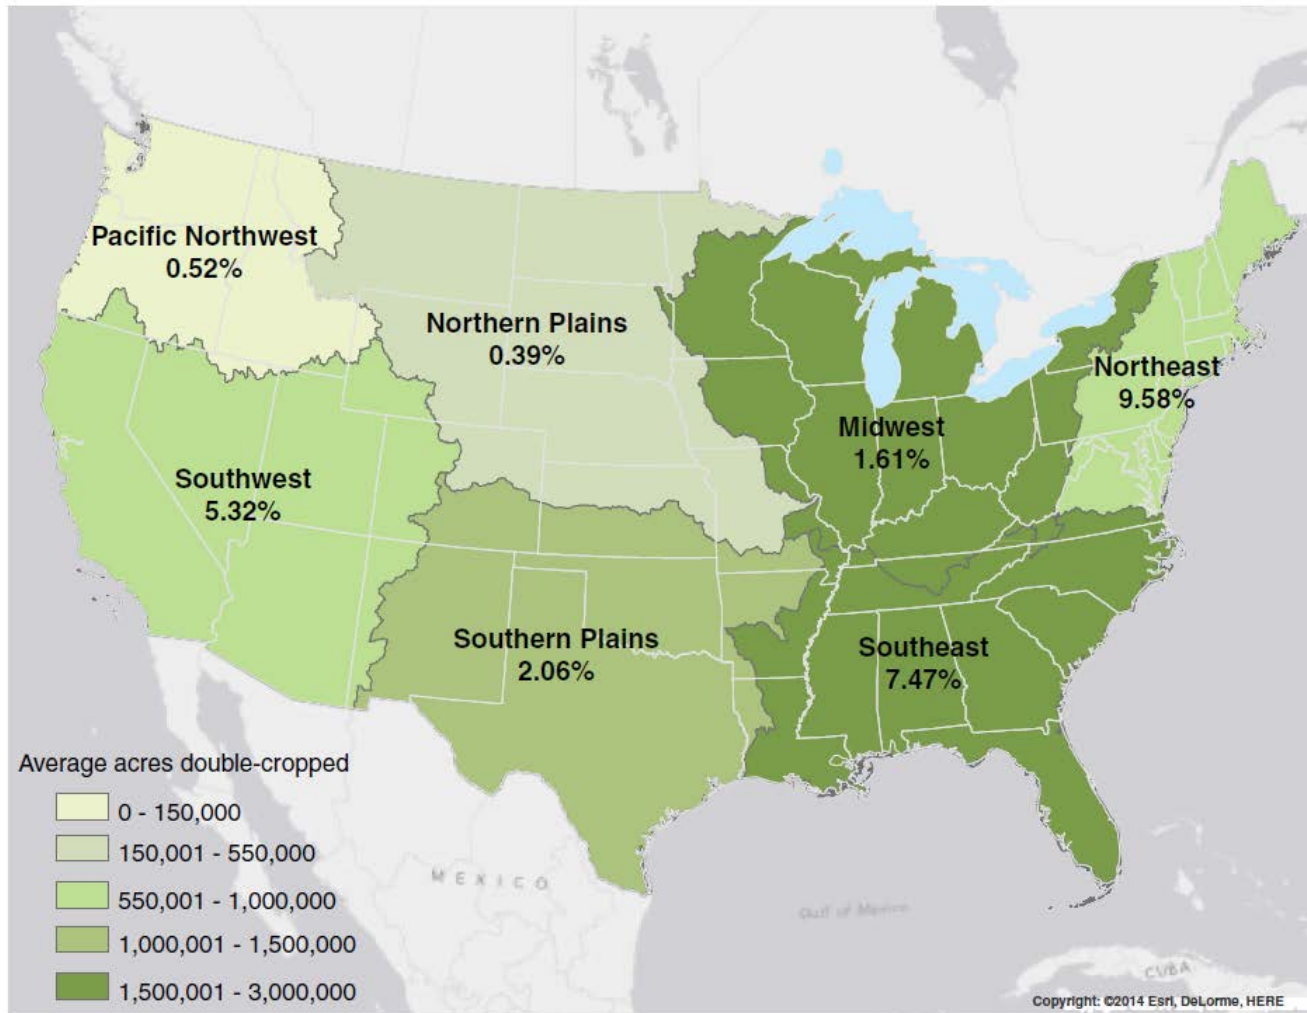 Pacific Northwest
0.52%
Northern Plains
0.39%
Northeast
9.58%
Midwest
1.61%
Southwest
5.32%
Southern Plains
2.06%
Southeast
7.47%
Average acres double-cropped
0 - 150,000
150,001 - 550,000
550,001 - 1,000,000
1,000,001 - 1,500,000
1,500,001 - 3,000,000
MEXICO
Gulf of Mexico
CUBA
Copyright: ©2014 Esri, DeLorme, HERE